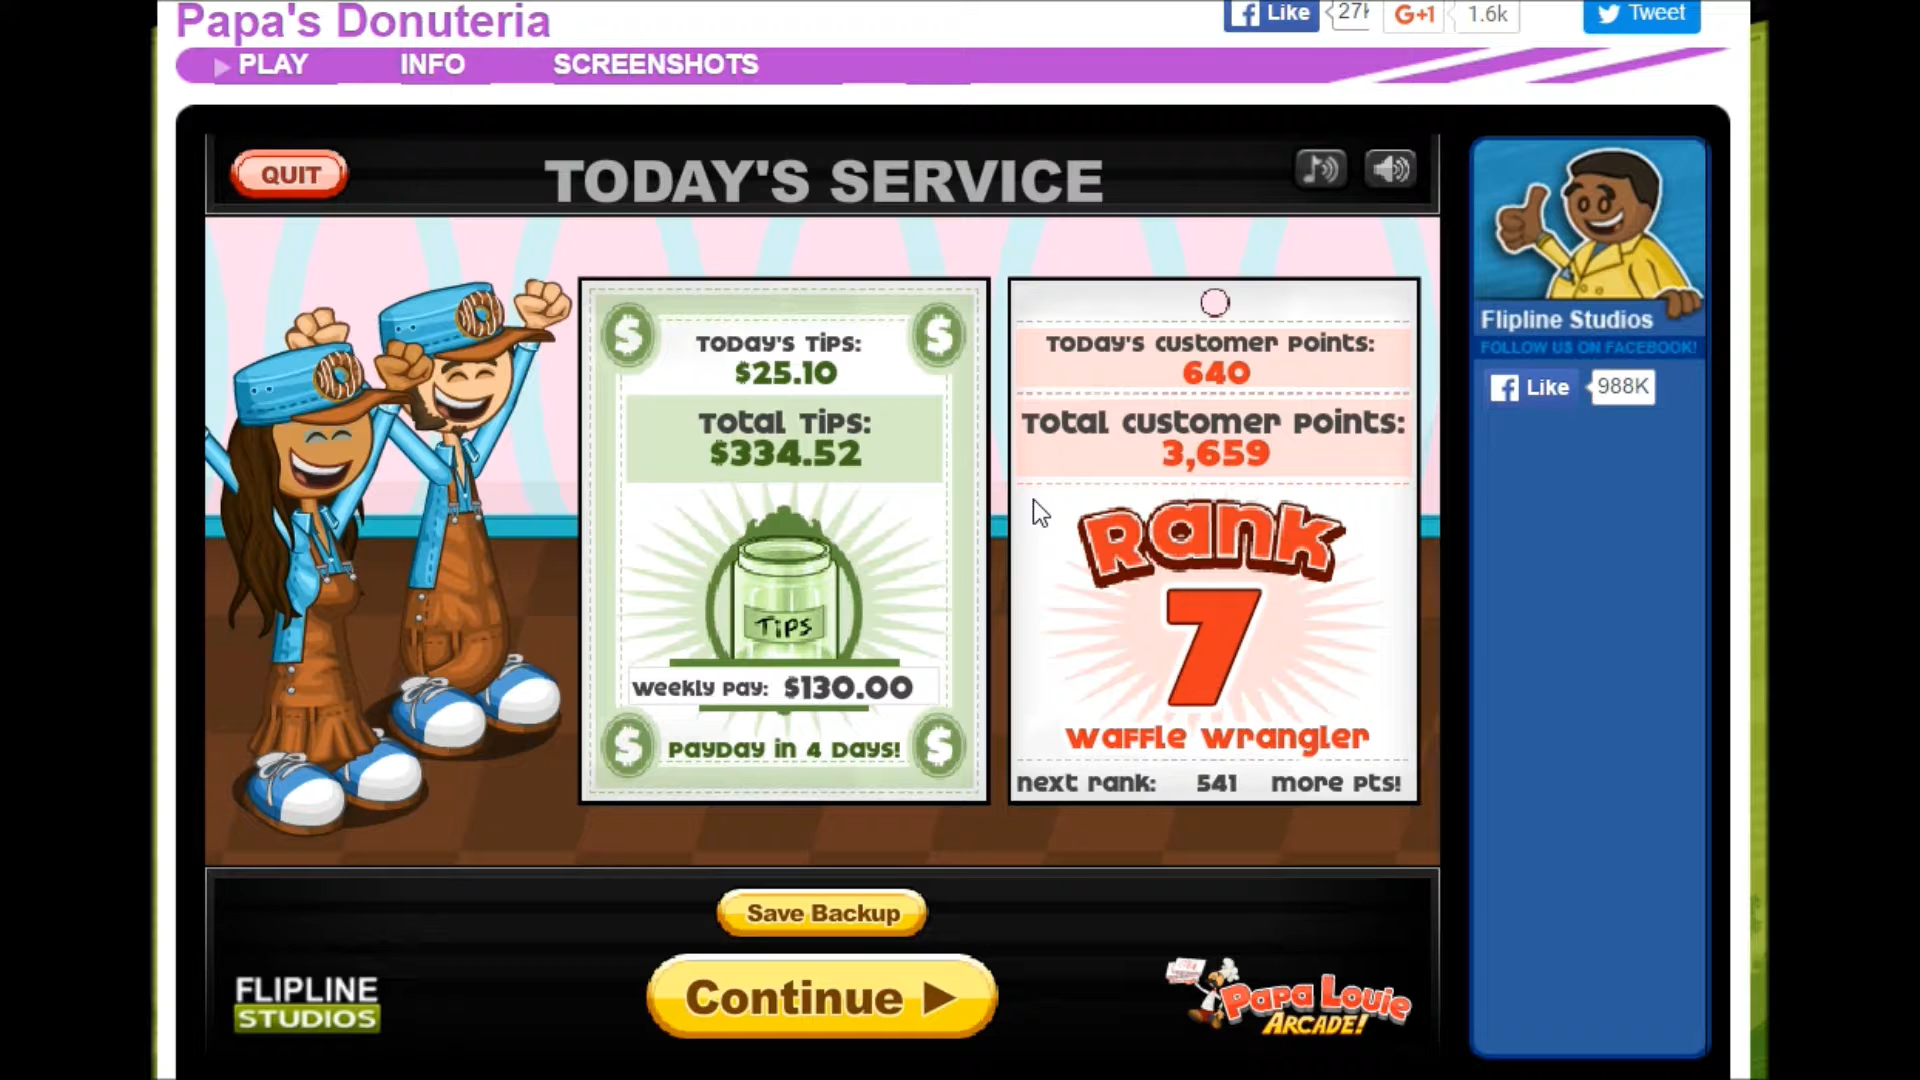 Papa's Donuteria
Like
G+1
1.6k
Tweet
PLAY
INFO
SCREENSHOTS
QUIT
TODAY'S SERVICE
Flipline Studios
FOLLOW US ON FACEBOOK!
Like
988K
Today's Tips:
$25.10
Total Tips:
$334.52
Tips
Weekly Pay: $130.00
Payday in 4 Days!
Today's Customer Points:
640
Total Customer Points:
3,659
Rank
7
Waffle Wrangler
Next Rank: 541 More Pts!
Save Backup
Continue
FLIPLINE
STUDIOS
Papa Louie
ARCADE!